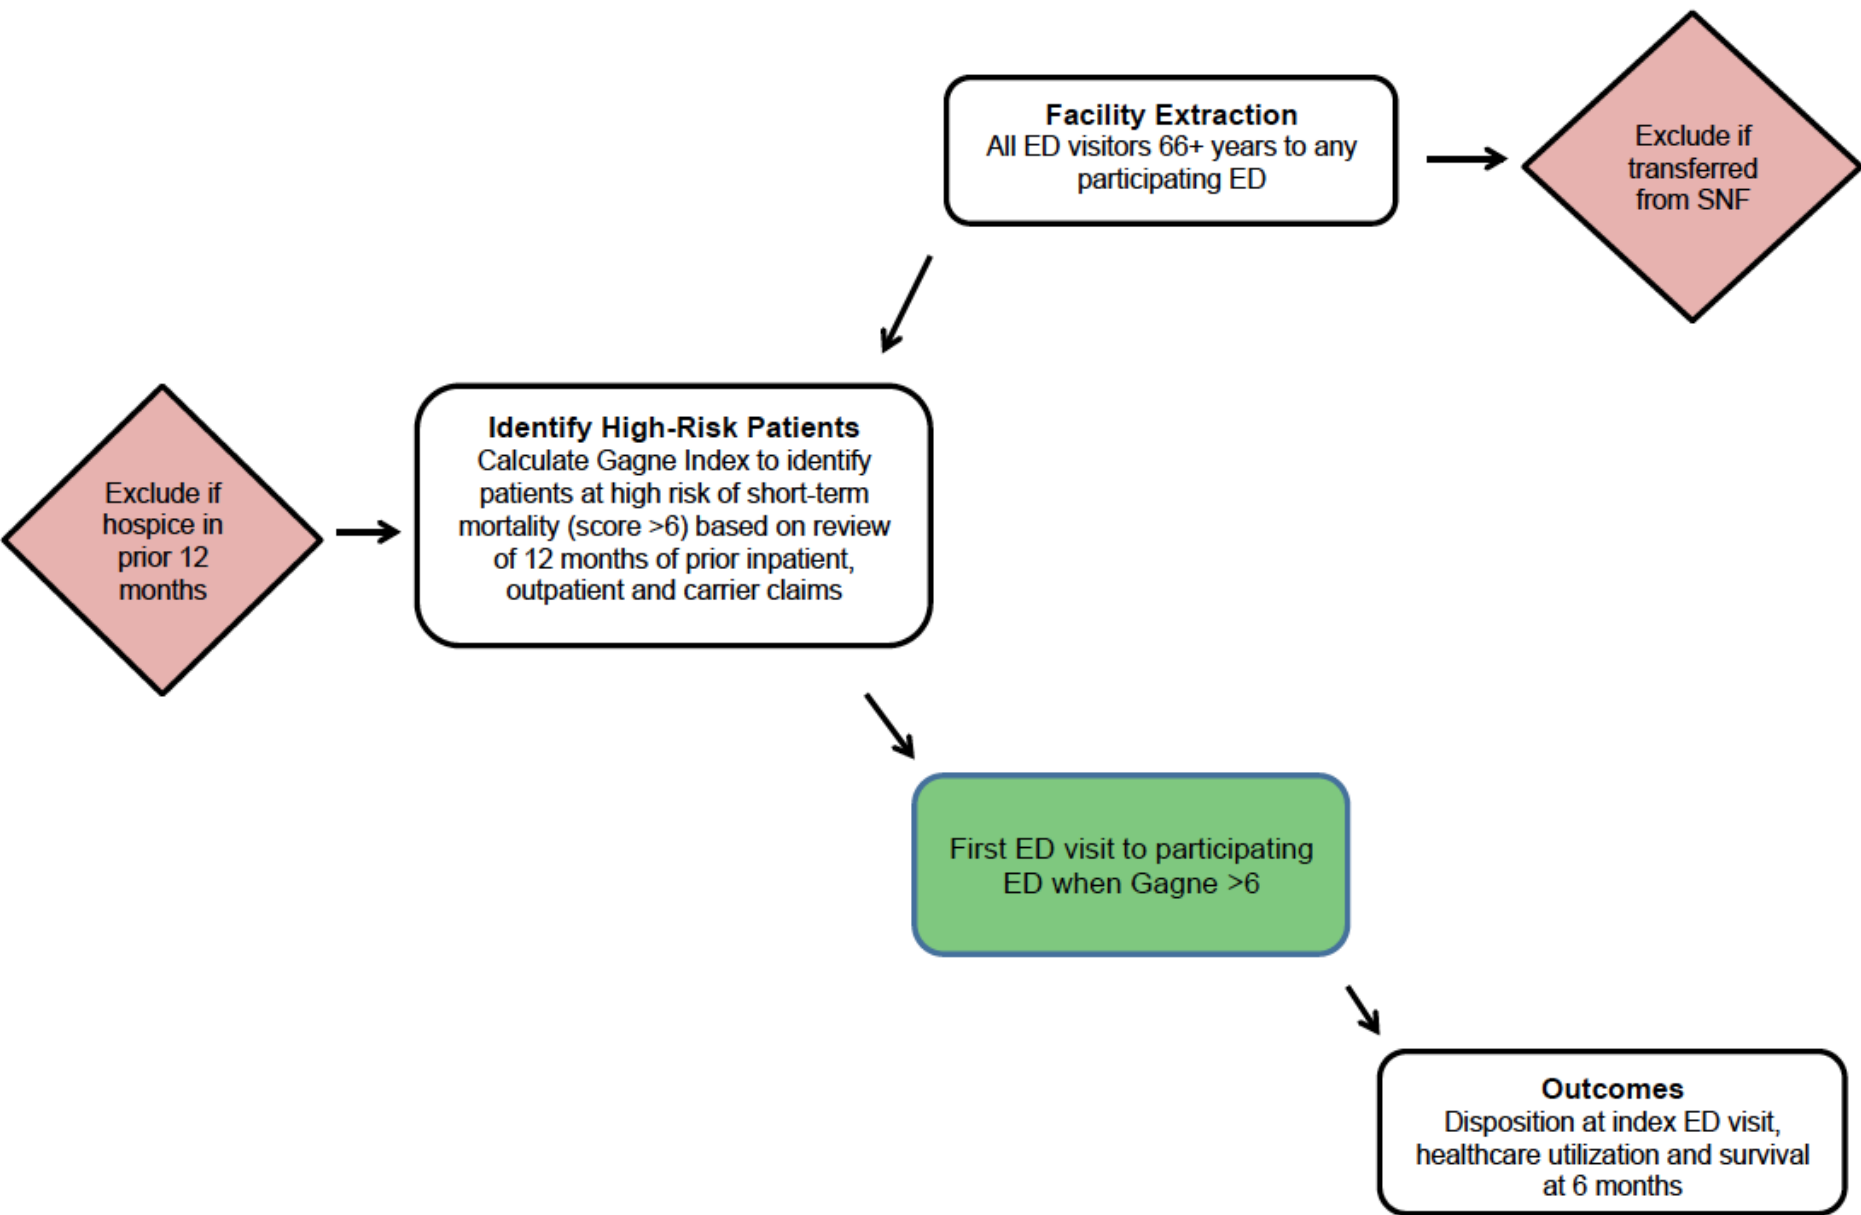 Facility Extraction
All ED visitors 66+ years to any
participating ED
Exclude if
transferred
from SNF
Exclude if
hospice in
prior 12
months
Identify High-Risk Patients
Calculate Gagne Index to identify
patients at high risk of short-term
mortality (score >6) based on review
of 12 months of prior inpatient,
outpatient and carrier claims
First ED visit to participating
ED when Gagne >6
Outcomes
Disposition at index ED visit,
healthcare utilization and survival
at 6 months